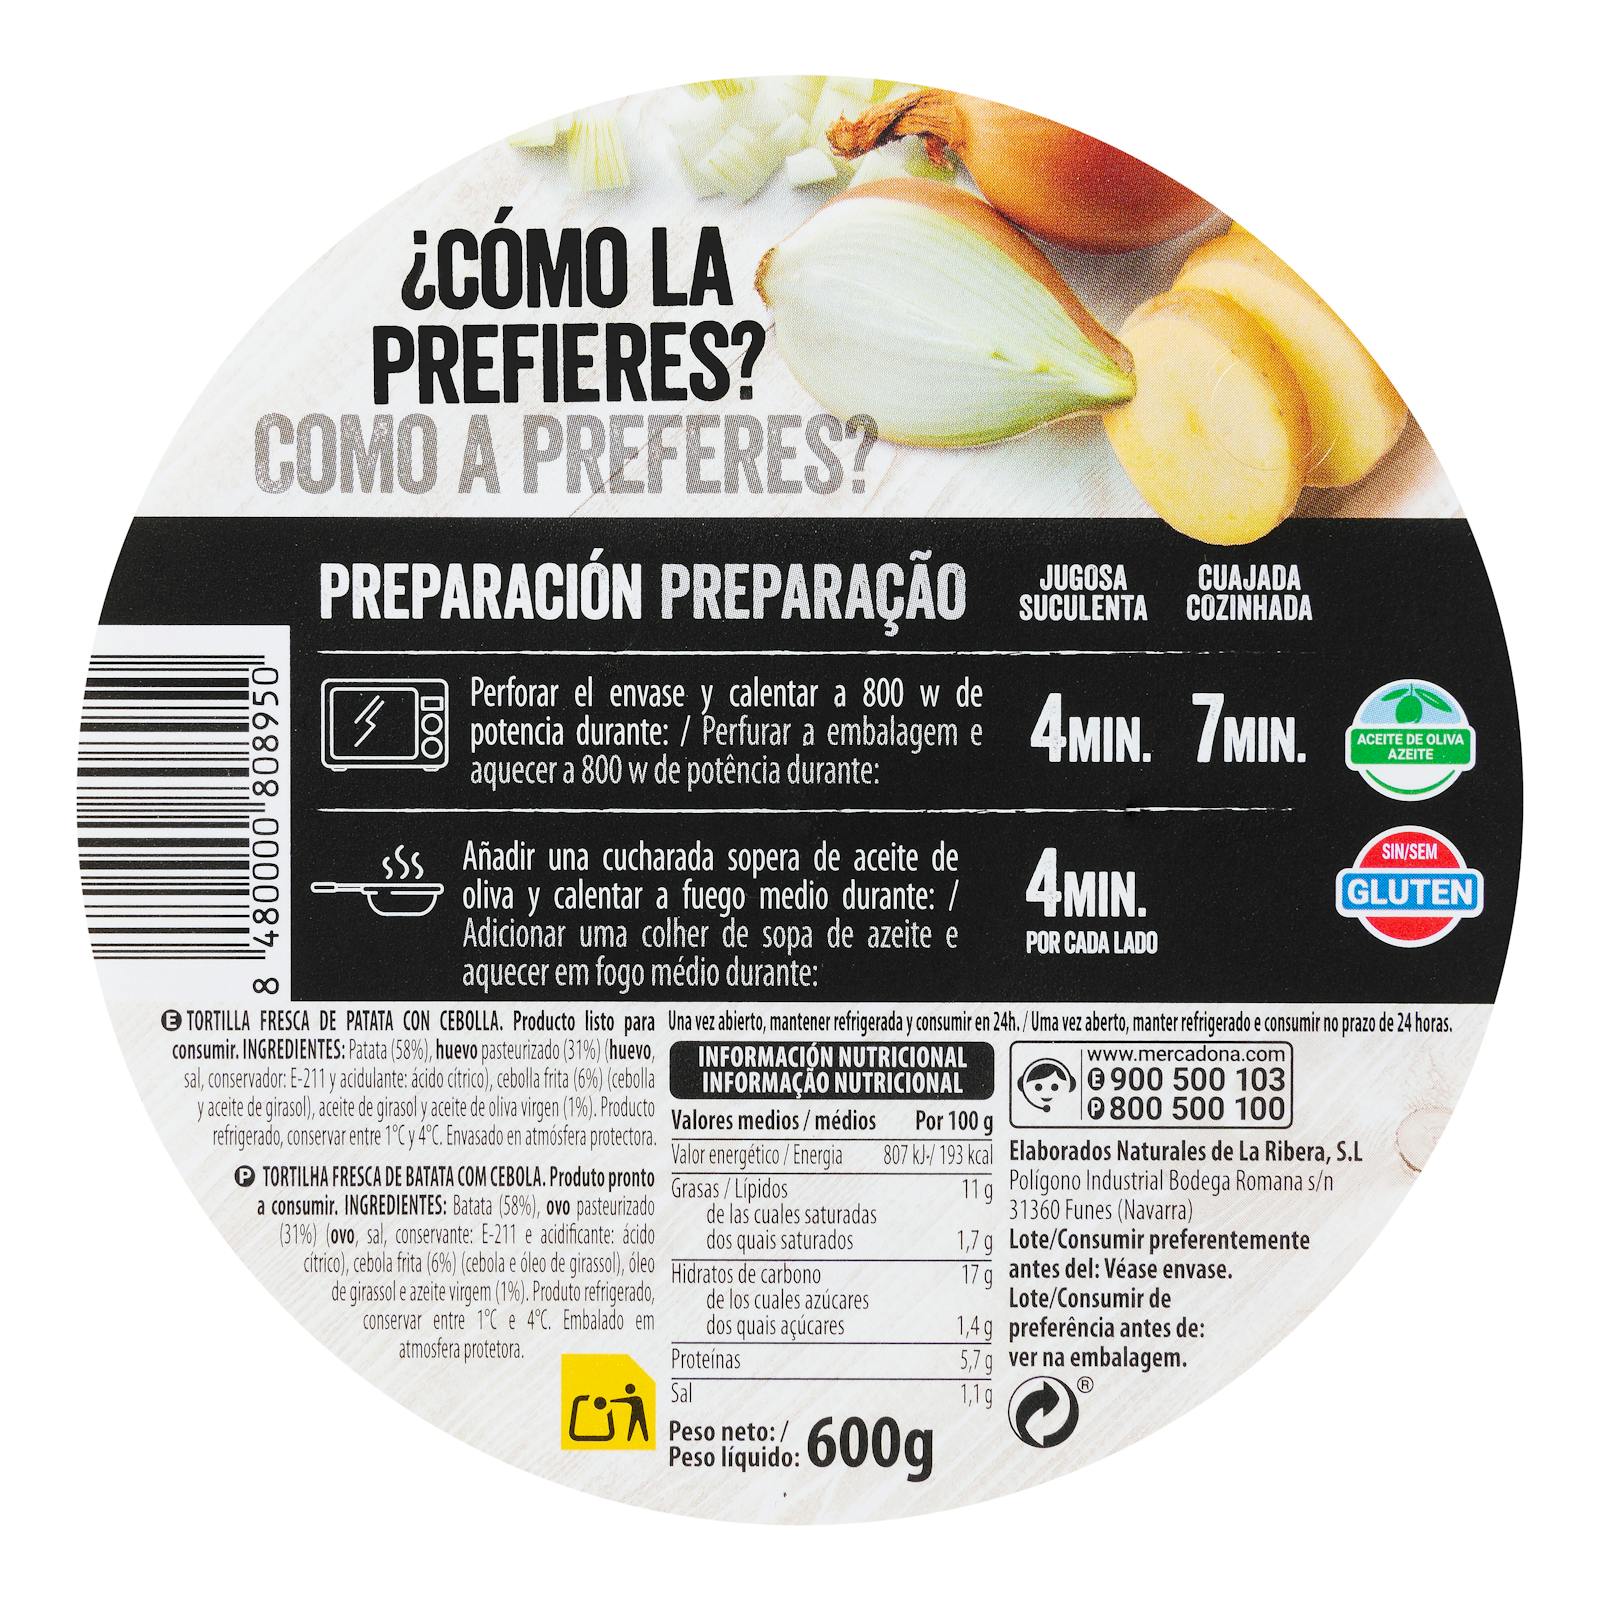 ¿CÓMO LA
PREFIERES?
COMO A PREFERES?
PREPARACIÓN PREPARAÇÃO
JUGOSA
SUCULENTA
CUAJADA
COZINHADA
Perforar el envase y calentar a 800 w de
potencia durante: / Perfurar a embalagem e
aquecer a 800 w de potência durante:
4MIN. 7MIN.
ACEITE DE OLIVA
AZEITE
Añadir una cucharada sopera de aceite de
oliva y calentar a fuego medio durante: /
Adicionar uma colher de sopa de azeite e
aquecer em fogo médio durante:
4MIN.
POR CADA LADO
SIN/SEM
GLUTEN
8 480000 808950
E TORTILLA FRESCA DE PATATA CON CEBOLLA. Producto listo para
consumir. INGREDIENTES: Patata (58%), huevo pasteurizado (31%) (huevo,
sal, conservador: E-211 y acidulante: ácido cítrico), cebolla frita (6%) (cebolla
y aceite de girasol), aceite de girasol y aceite de oliva virgen (1%). Producto
refrigerado, conservar entre 1ºC y 4ºC. Envasado en atmósfera protectora.
P TORTILHA FRESCA DE BATATA COM CEBOLA. Produto pronto
a consumir. INGREDIENTES: Batata (58%), ovo pasteurizado
(31%) (ovo, sal, conservante: E-211 e acidificante: ácido
cítrico), cebola frita (6%) (cebola e óleo de girassol), óleo
de girassol e azeite virgem (1%). Produto refrigerado,
conservar entre 1ºC e 4ºC. Embalado em
atmosfera protetora.
Una vez abierto, mantener refrigerada y consumir en 24h. / Uma vez aberto, manter refrigerado e consumir no prazo de 24 horas.
INFORMACIÓN NUTRICIONAL
INFORMAÇÃO NUTRICIONAL
Valores medios / médios Por 100 g
Valor energético / Energia 807 kJ / 193 kcal
Grasas / Lípidos 11 g
de las cuales saturadas
dos quais saturados 1,7 g
Hidratos de carbono 17 g
de los cuales azúcares
dos quais açúcares 1,4 g
Proteínas 5,7 g
Sal 1,1 g
Peso neto: /
Peso líquido: 600g
www.mercadona.com
E 900 500 103
P 800 500 100
Elaborados Naturales de La Ribera, S.L
Polígono Industrial Bodega Romana s/n
31360 Funes (Navarra)
Lote/Consumir preferentemente
antes del: Véase envase.
Lote/Consumir de
preferência antes de:
ver na embalagem.
®